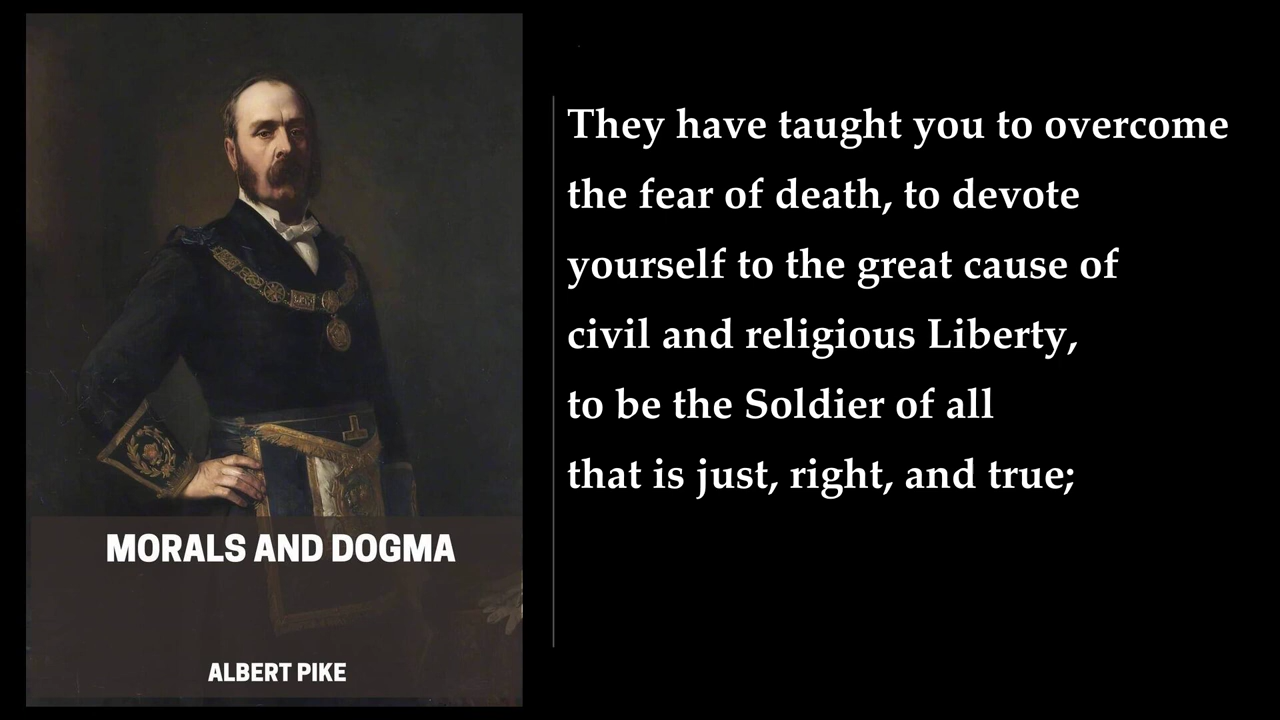 MORALS AND DOGMA
ALBERT PIKE
They have taught you to overcome
the fear of death, to devote
yourself to the great cause of
civil and religious Liberty,
to be the Soldier of all
that is just, right, and true;